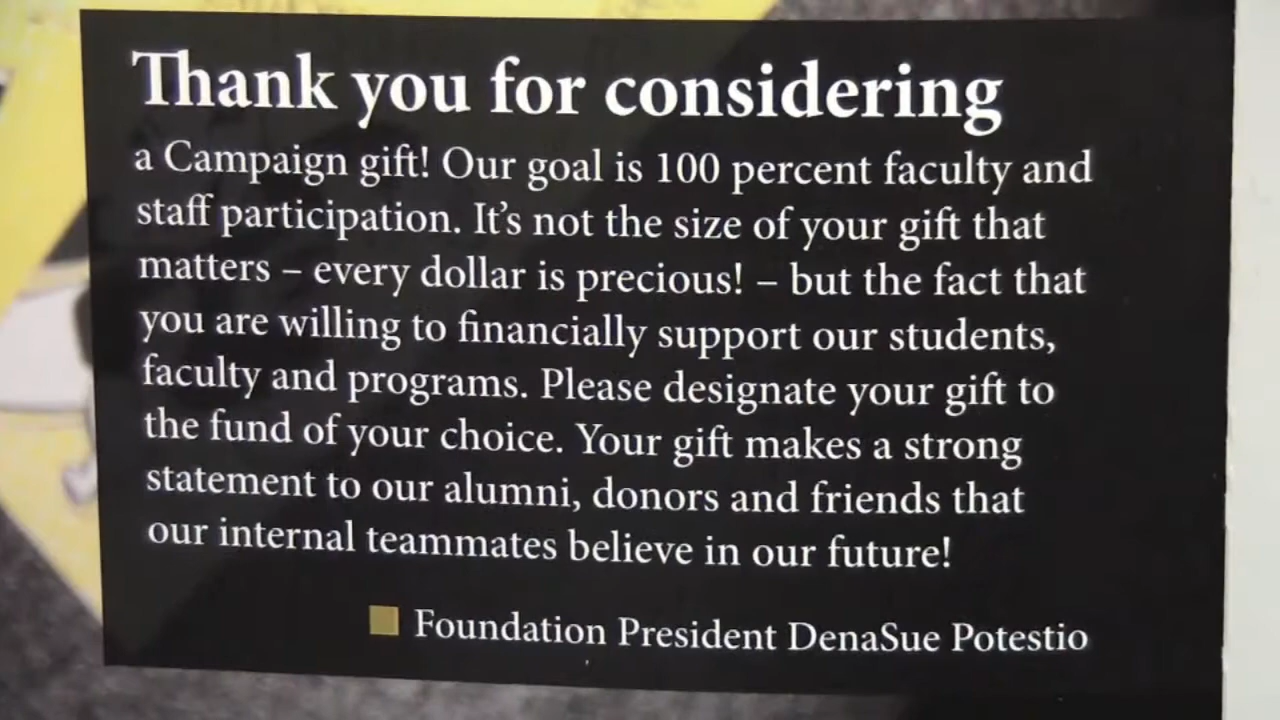 Thank you for considering
a Campaign gift! Our goal is 100 percent faculty and
staff participation. It's not the size of your gift that
matters – every dollar is precious! – but the fact that
you are willing to financially support our students,
faculty and programs. Please designate your gift to
the fund of your choice. Your gift makes a strong
statement to our alumni, donors and friends that
our internal teammates believe in our future!
Foundation President DenaSue Potestio